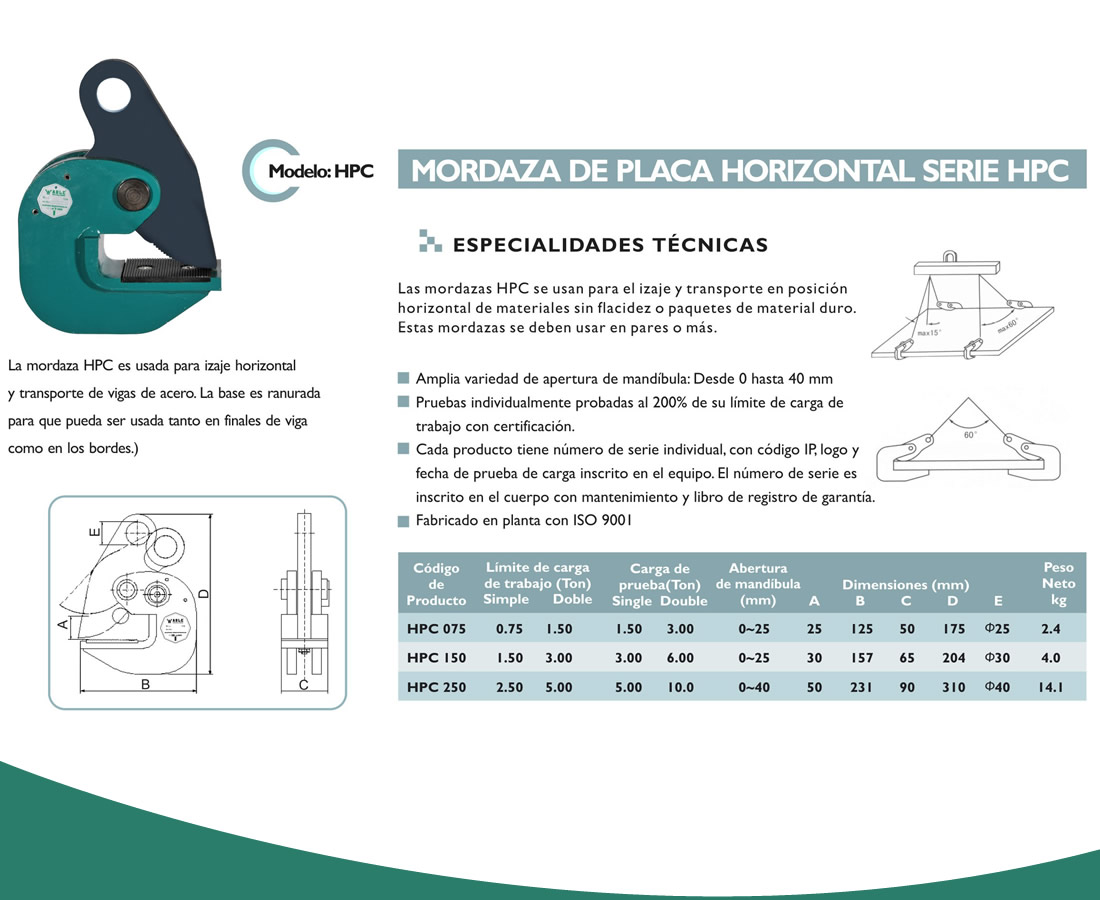 Modelo: HPC
MORDAZA DE PLACA HORIZONTAL SERIE HPC
ESPECIALIDADES TÉCNICAS
Las mordazas HPC se usan para el izaje y transporte en posición
horizontal de materiales sin flacidez o paquetes de material duro.
Estas mordazas se deben usar en pares o más.
max15°
max60°
La mordaza HPC es usada para izaje horizontal
y transporte de vigas de acero. La base es ranurada
para que pueda ser usada tanto en finales de viga
como en los bordes.)
Amplia variedad de apertura de mandíbula: Desde 0 hasta 40 mm
Pruebas individualmente probadas al 200% de su límite de carga de
trabajo con certificación.
Cada producto tiene número de serie individual, con código IP, logo y
fecha de prueba de carga inscrito en el equipo. El número de serie es
inscrito en el cuerpo con mantenimiento y libro de registro de garantía.
Fabricado en planta con ISO 9001
60°
E
D
A
B
C
Código de Producto
Límite de carga de trabajo (Ton)
Simple Doble
Carga de prueba(Ton)
Single Double
Abertura de mandíbula (mm)
Dimensiones (mm)
A B C D E
Peso Neto kg
HPC 075 0.75 1.50 1.50 3.00 0~25 25 125 50 175 Φ25 2.4
HPC 150 1.50 3.00 3.00 6.00 0~25 30 157 65 204 Φ30 4.0
HPC 250 2.50 5.00 5.00 10.0 0~40 50 231 90 310 Φ40 14.1